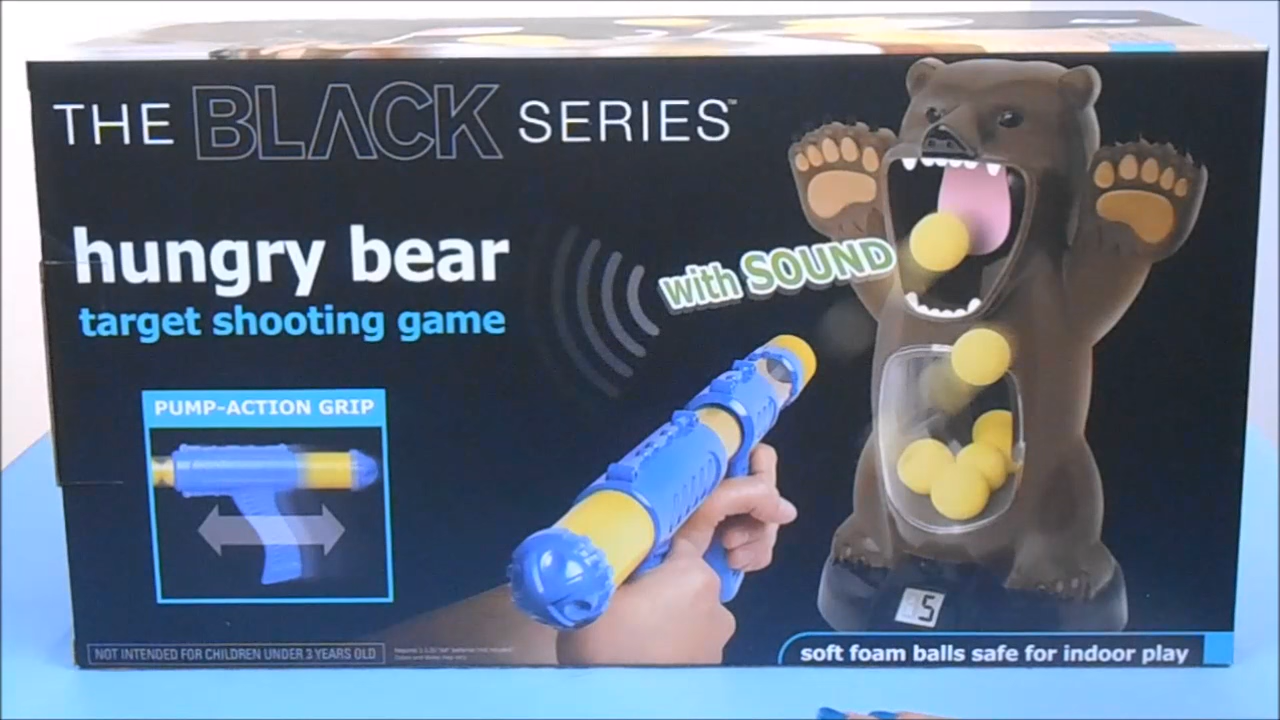 THE BLACK SERIES™
hungry bear
target shooting game
with SOUND
PUMP-ACTION GRIP
5
NOT INTENDED FOR CHILDREN UNDER 3 YEARS OLD
soft foam balls safe for indoor play